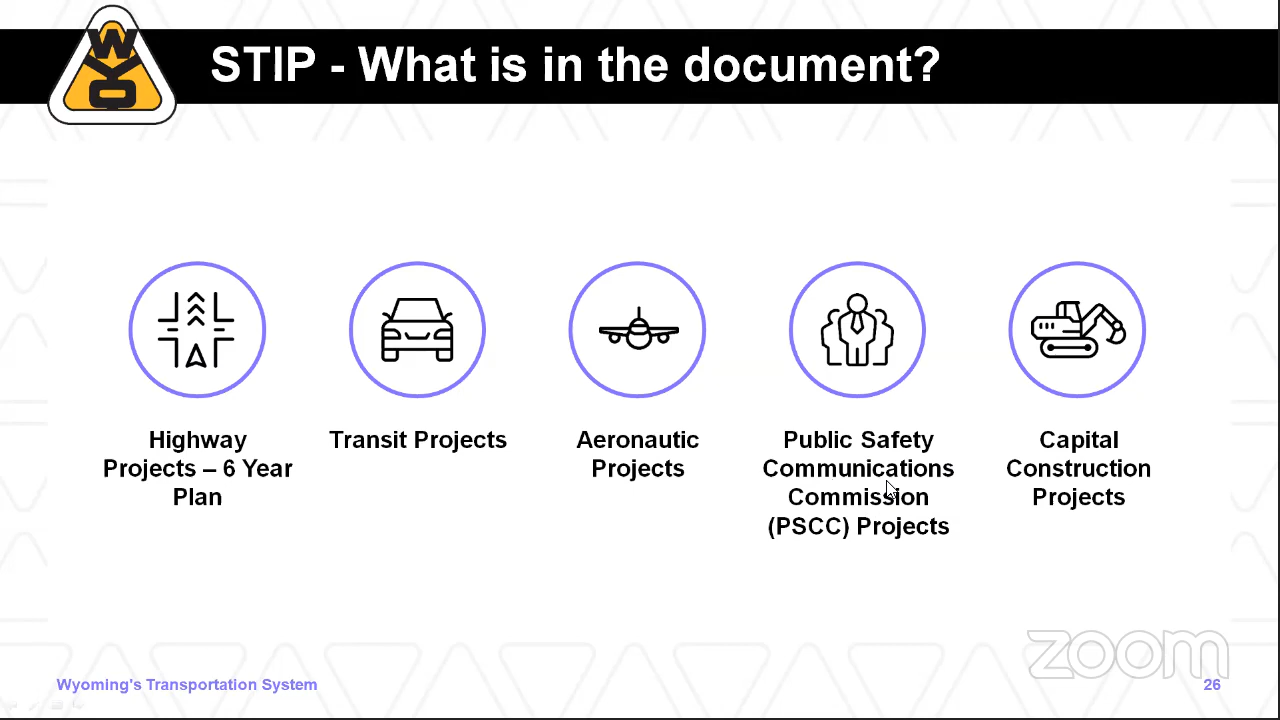 WYO
STIP - What is in the document?
Highway
Projects – 6 Year
Plan
Transit Projects
Aeronautic
Projects
Public Safety
Communications
Commission
(PSCC) Projects
Capital
Construction
Projects
zoom
Wyoming's Transportation System
26